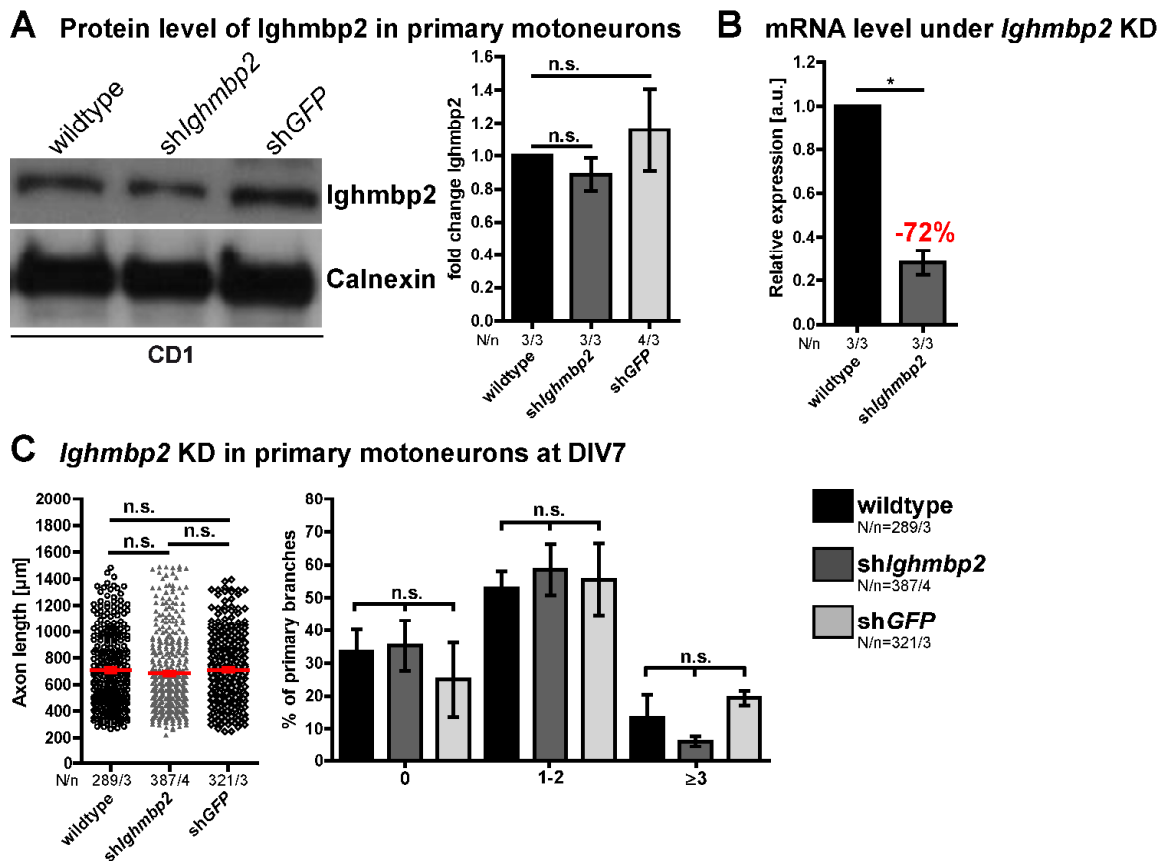 A Protein level of Ighmbp2 in primary motoneurons
wildtype
shIghmbp2
shGFP
Ighmbp2
Calnexin
CD1
fold change Ighmbp2
1.6
1.4
1.2
1.0
0.8
0.6
0.4
0.2
0.0
n.s.
n.s.
N/n 3/3 3/3 4/3
wildtype
shIghmbp2
shGFP
B mRNA level under Ighmbp2 KD
Relative expression [a.u.]
1.2
1.0
0.8
0.6
0.4
0.2
0.0
*
-72%
N/n 3/3 3/3
wildtype
shIghmbp2
C Ighmbp2 KD in primary motoneurons at DIV7
Axon length [µm]
2000
1800
1600
1400
1200
1000
800
600
400
200
0
n.s.
n.s. n.s.
N/n 289/3 387/4 321/3
wildtype
shIghmbp2
shGFP
% of primary branches
80
70
60
50
40
30
20
10
0
n.s.
n.s.
n.s.
0 1-2 ≥3
wildtype
N/n=289/3
shIghmbp2
N/n=387/4
shGFP
N/n=321/3